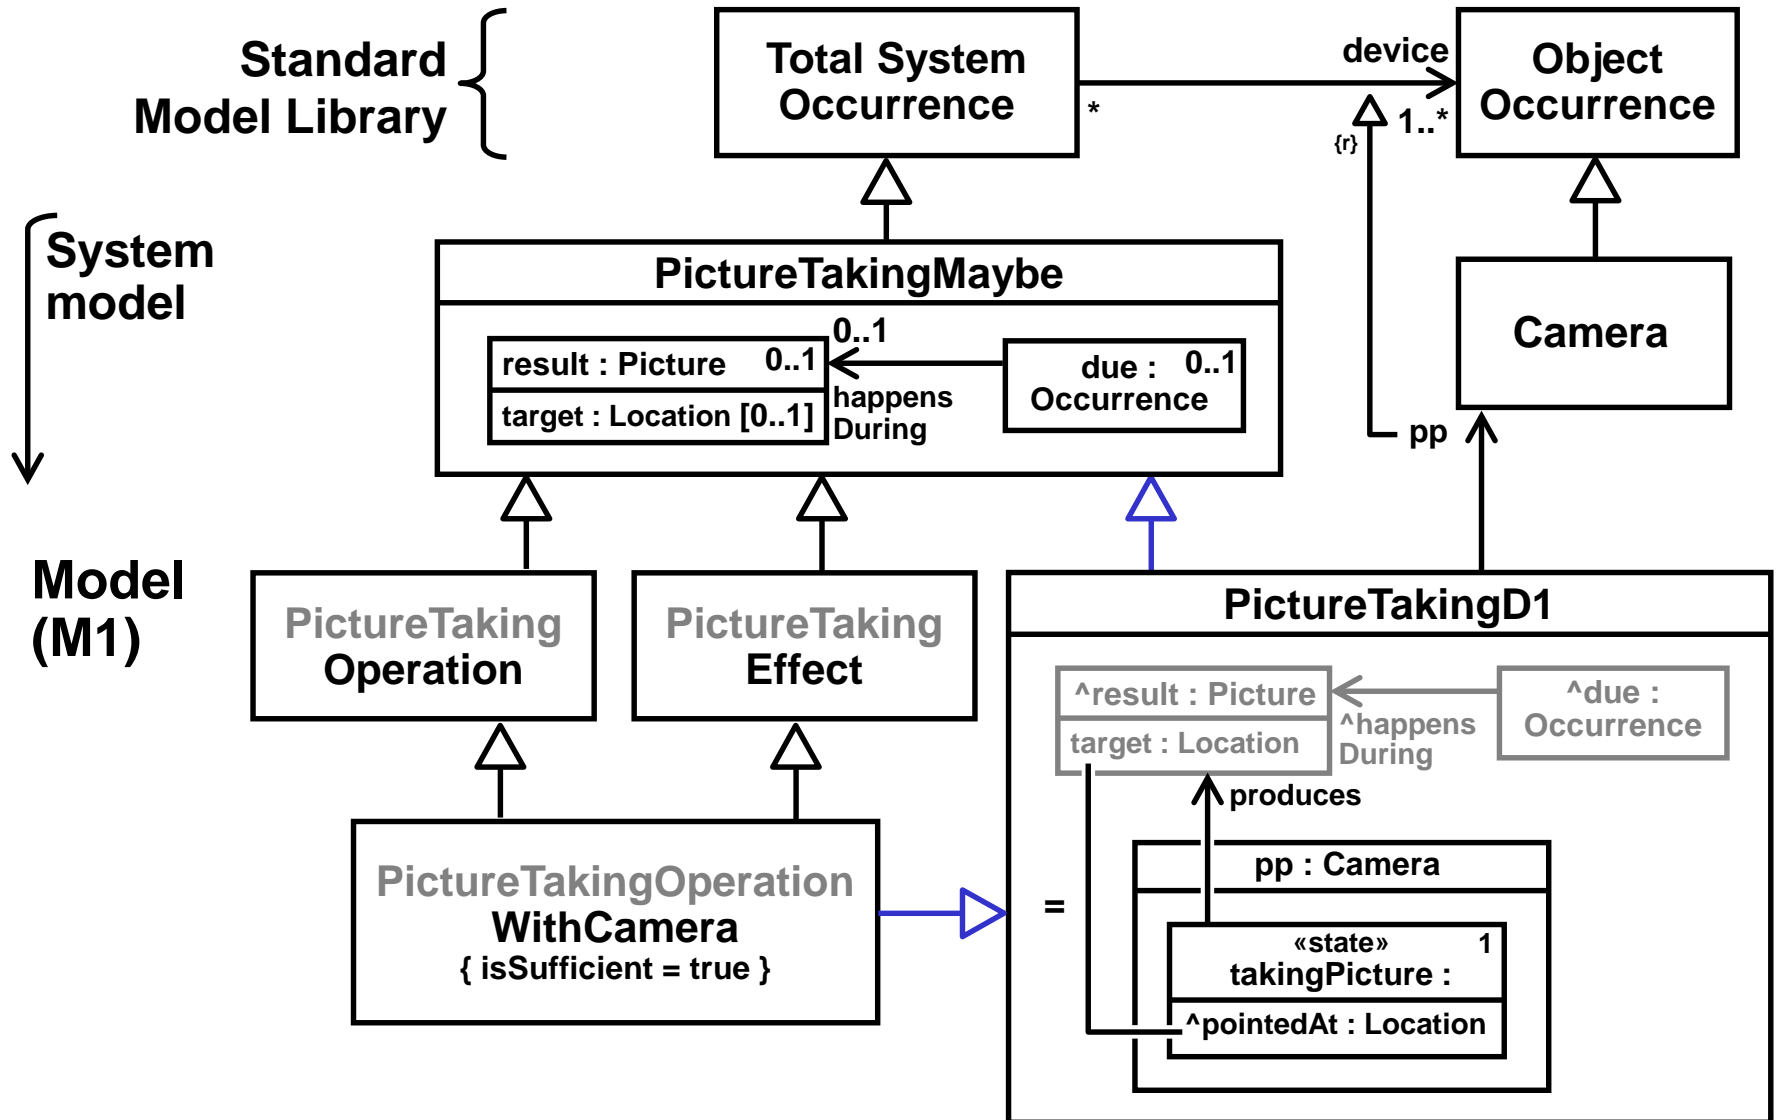 Standard
Model Library
Total System
Occurrence
*
device
1..*
{r}
Object
Occurrence
System
model
PictureTakingMaybe
result : Picture 0..1
target : Location [0..1]
0..1
happens
During
due : 0..1
Occurrence
Camera
pp
Model
(M1)
PictureTaking
Operation
PictureTaking
Effect
PictureTakingD1
^result : Picture
target : Location
^happens
During
^due :
Occurrence
produces
PictureTakingOperation
WithCamera
{ isSufficient = true }
=
pp : Camera
«state» 1
takingPicture :
^pointedAt : Location